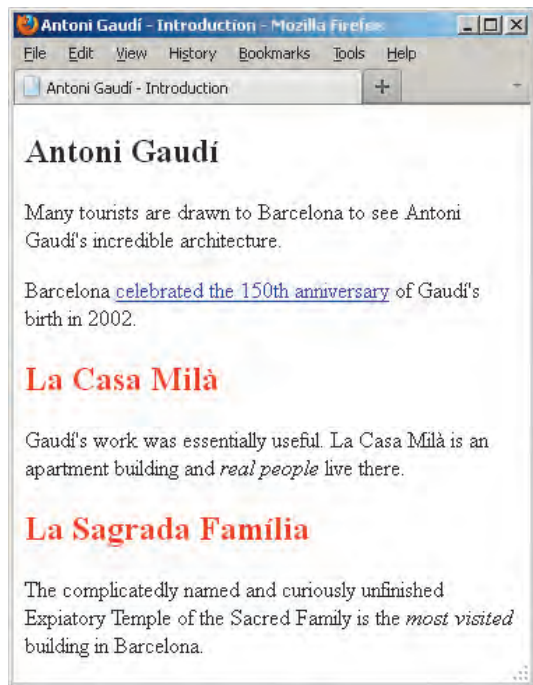 Antoni Gaudí - Introduction - Mozilla Firefox
File Edit View History Bookmarks Tools Help
Antoni Gaudí - Introduction
Antoni Gaudí
Many tourists are drawn to Barcelona to see Antoni
Gaudí's incredible architecture.
Barcelona celebrated the 150th anniversary of Gaudí's
birth in 2002.
La Casa Milà
Gaudí's work was essentially useful. La Casa Milà is an
apartment building and real people live there.
La Sagrada Família
The complicatedly named and curiously unfinished
Expiatory Temple of the Sacred Family is the most visited
building in Barcelona.